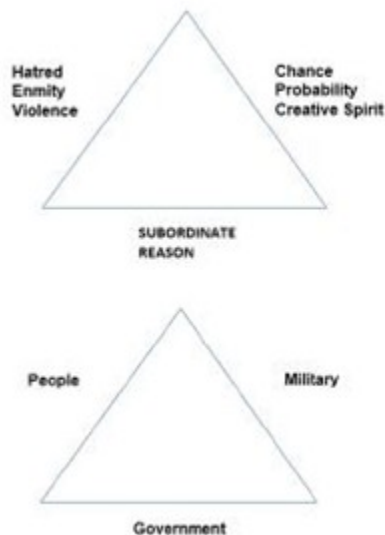 Hatred
Enmity
Violence
Chance
Probability
Creative Spirit
SUBORDINATE
REASON
People
Military
Government